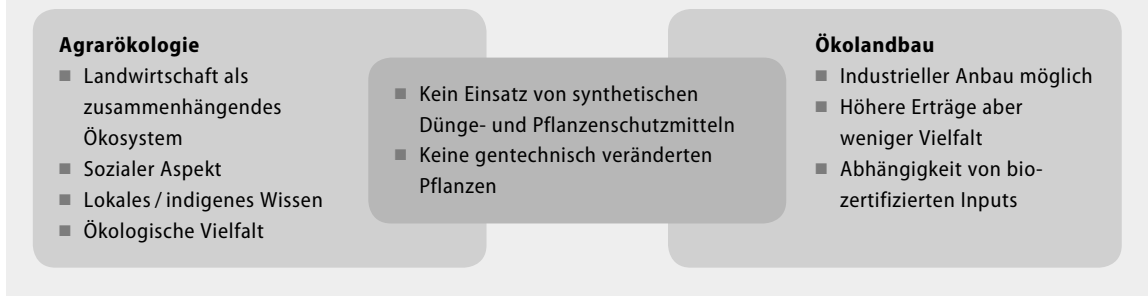 Agrarökologie
■ Landwirtschaft als
zusammenhängendes
Ökosystem
■ Sozialer Aspekt
■ Lokales / indigenes Wissen
■ Ökologische Vielfalt
■ Kein Einsatz von synthetischen
Dünge- und Pflanzenschutzmitteln
■ Keine gentechnisch veränderten
Pflanzen
Ökolandbau
■ Industrieller Anbau möglich
■ Höhere Erträge aber
weniger Vielfalt
■ Abhängigkeit von bio-
zertifizierten Inputs